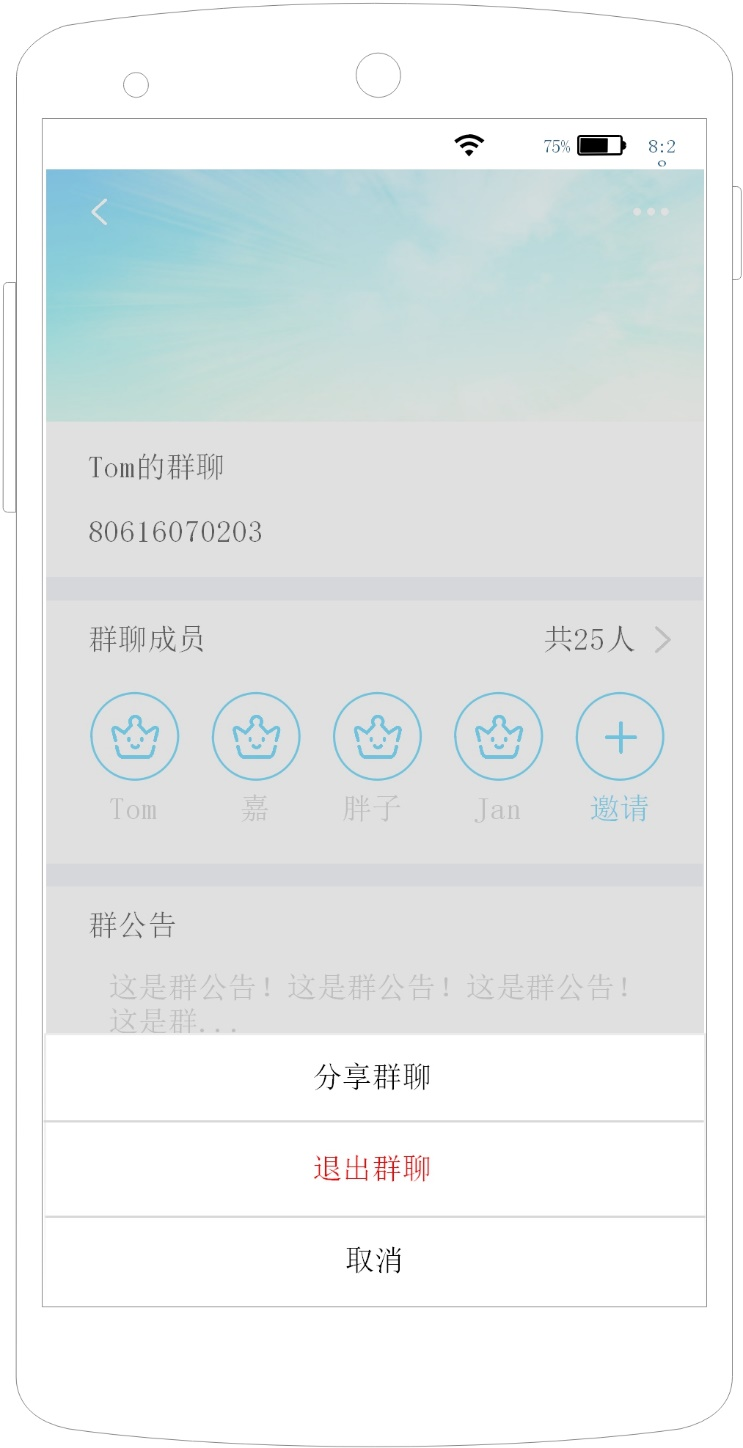 75%
8:2
0
Tom的群聊
80616070203
群聊成员
共25人
Tom
嘉
胖子
Jan
邀请
群公告
这是群公告！这是群公告！这是群公告！
这是群...
分享群聊
退出群聊
取消